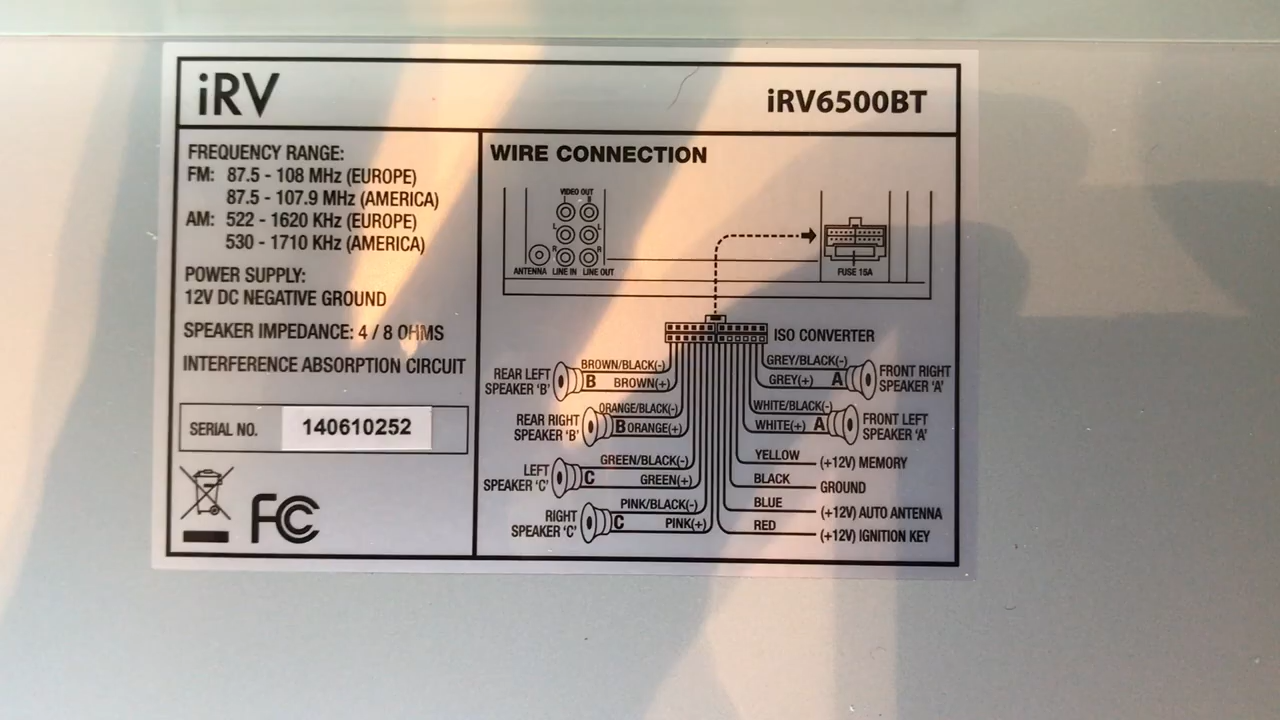 iRV
iRV6500BT
FREQUENCY RANGE:
FM: 87.5 - 108 MHz (EUROPE)
87.5 - 107.9 MHz (AMERICA)
AM: 522 - 1620 KHz (EUROPE)
530 - 1710 KHz (AMERICA)
POWER SUPPLY:
12V DC NEGATIVE GROUND
SPEAKER IMPEDANCE: 4 / 8 OHMS
INTERFERENCE ABSORPTION CIRCUIT
SERIAL NO. 140610252
FC
WIRE CONNECTION
VIDEO OUT
I II
L L
R R
ANTENNA LINE IN LINE OUT
FUSE 15A
ISO CONVERTER
REAR LEFT
SPEAKER 'B'
B
BROWN/BLACK(-)
BROWN(+)
REAR RIGHT
SPEAKER 'B'
B
ORANGE/BLACK(-)
ORANGE(+)
LEFT
SPEAKER 'C'
C
GREEN/BLACK(-)
GREEN(+)
RIGHT
SPEAKER 'C'
C
PINK/BLACK(-)
PINK(+)
GREY/BLACK(-)
GREY(+)
A
FRONT RIGHT
SPEAKER 'A'
WHITE/BLACK(-)
WHITE(+)
A
FRONT LEFT
SPEAKER 'A'
YELLOW (+12V) MEMORY
BLACK GROUND
BLUE (+12V) AUTO ANTENNA
RED (+12V) IGNITION KEY